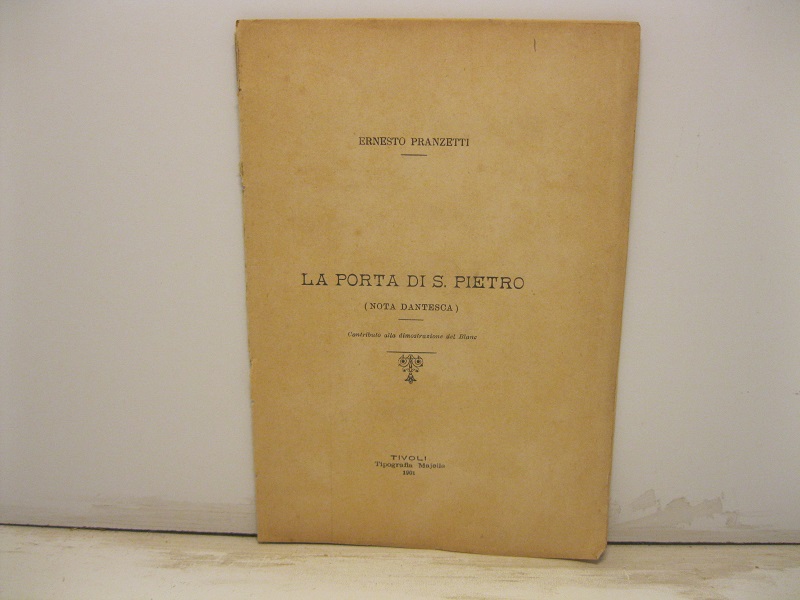 ERNESTO PRANZETTI
LA PORTA DI S. PIETRO
(NOTA DANTESCA)
Contributo alla dimostrazione del Blanc
TIVOLI
Tipografia Majella